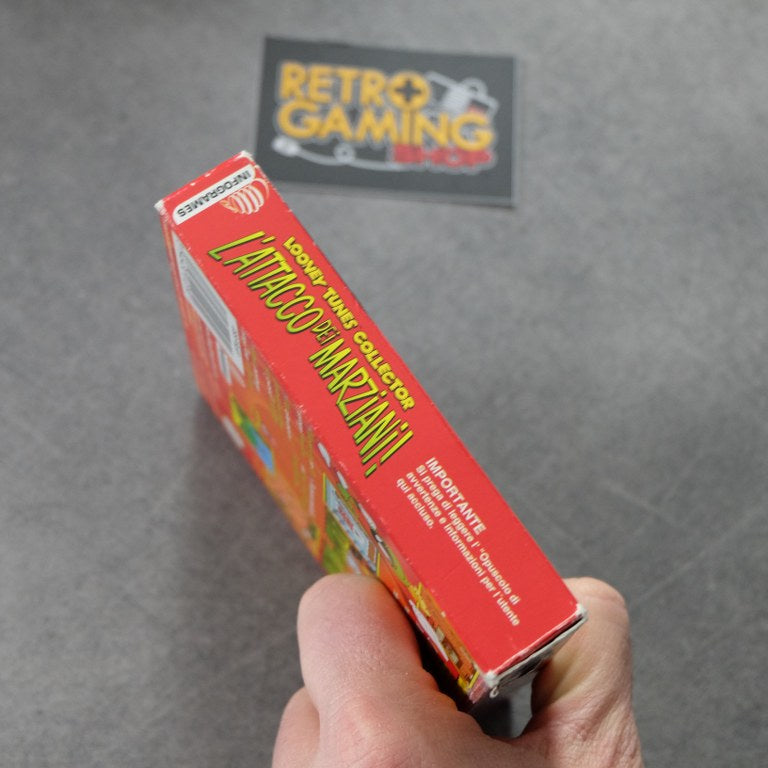 RETRO
GAMING
SHOP
INFOGRAMES
LOONEY TUNES COLLECTOR
L'ATTACCO DEI MARZIANI!
IMPORTANTE
Si prega di leggere l' "Opuscolo di
avvertenze e informazioni per l'utente
qui accluso.